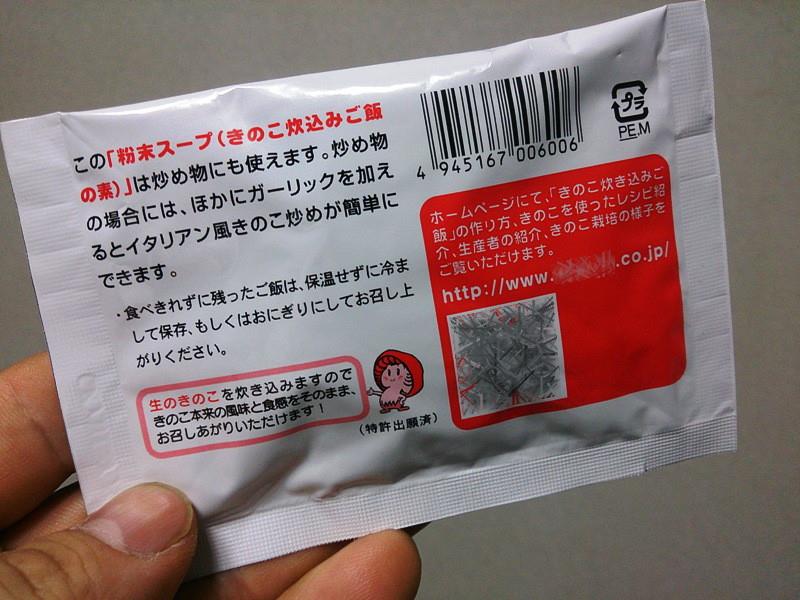 この「粉末スープ(きのこ炊込みご飯
の素)」は炒め物にも使えます。炒め物
の場合には、ほかにガーリックを加え
るとイタリアン風きのこ炒めが簡単に
できます。
・食べきれずに残ったご飯は、保温せずに冷ま
して保存、もしくはおにぎりにしてお召し上
がりください。
生のきのこを炊き込みますので
きのこ本来の風味と食感をそのまま、
お召しあがりいただけます!
(特許出願済)
4 945167 006006
プラ
PE,M
ホームページにて、「きのこ炊き込みご
飯」の作り方、きのこを使ったレシピ紹
介、生産者の紹介、きのこ栽培の様子を
ご覧いただけます。
http://www. .co.jp/